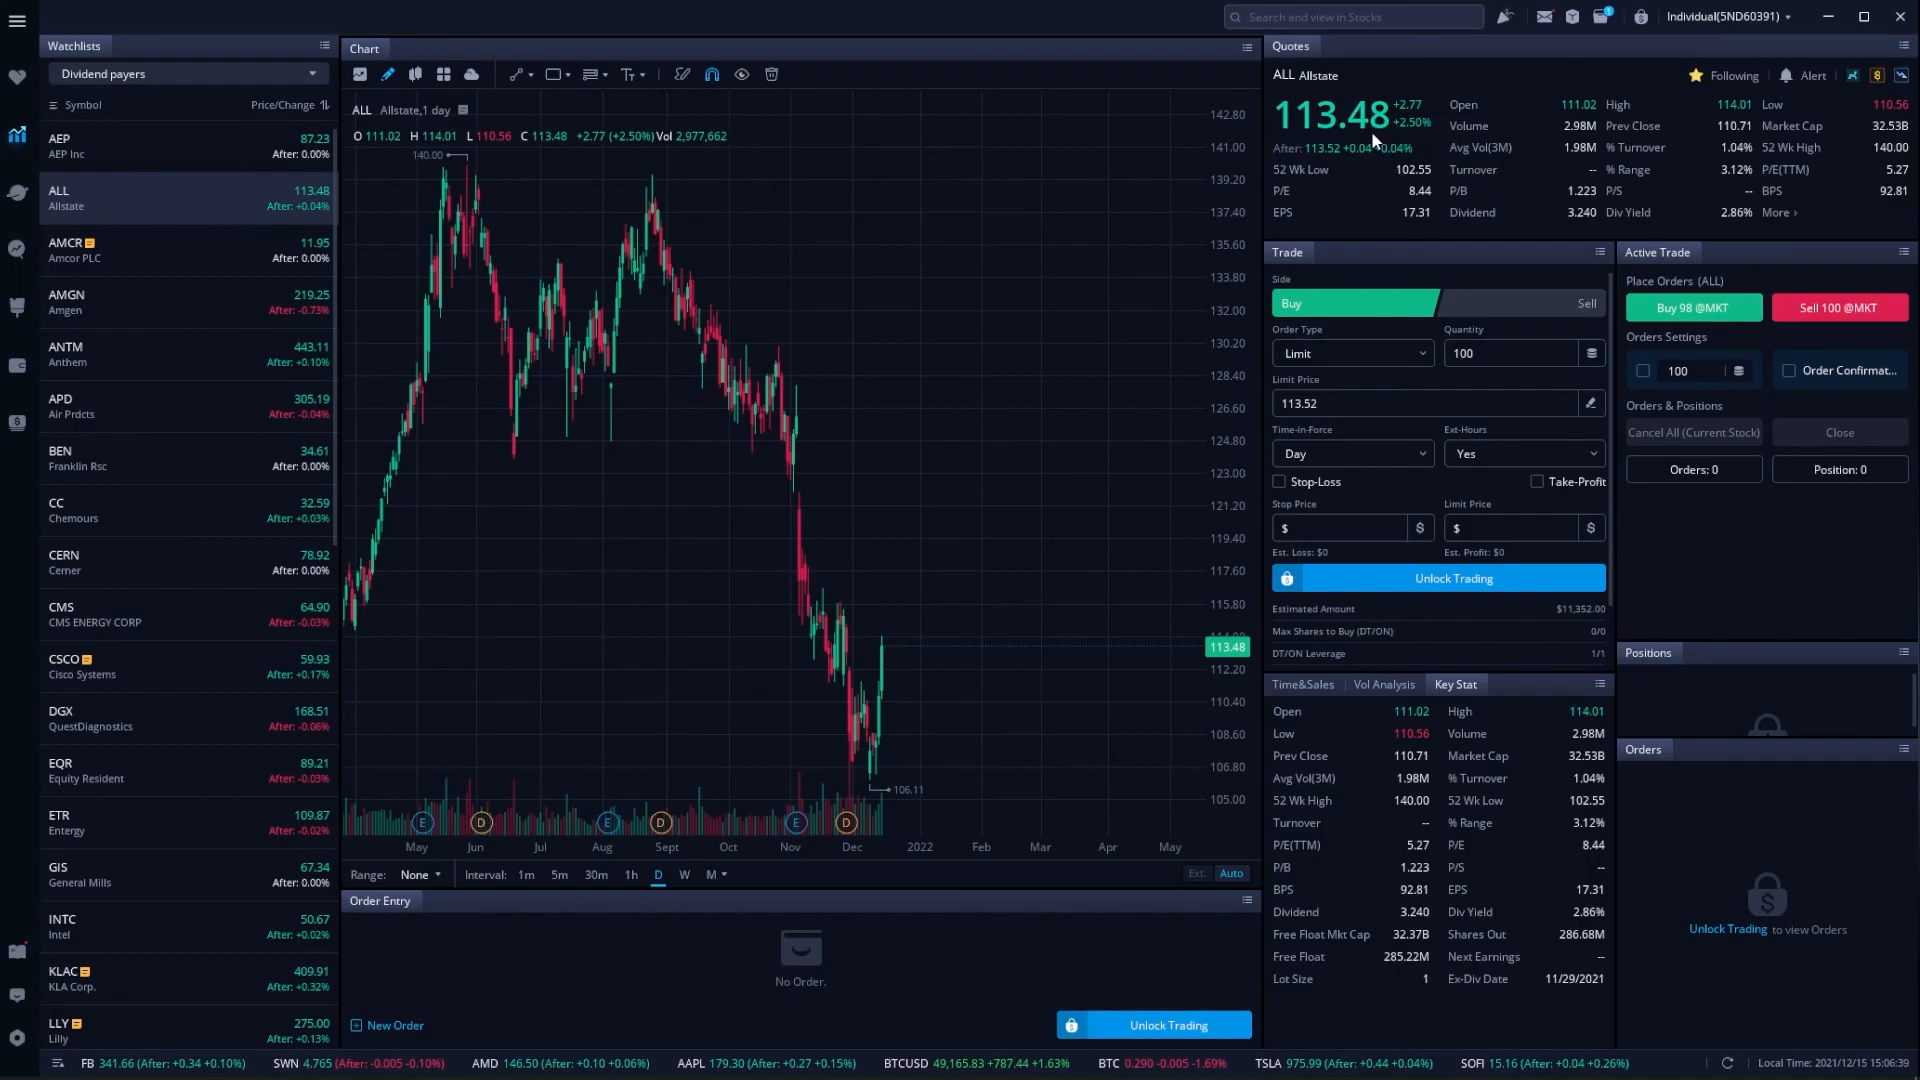 Search and view in Stocks
1
Individual(5ND60391)
Watchlists
Dividend payers
Symbol Price/Change
AEP 87.23
AEP Inc After: 0.00%
ALL 113.48
Allstate After: +0.04%
AMCR 11.95
Amcor PLC After: 0.00%
AMGN 219.25
Amgen After: -0.73%
ANTM 443.11
Anthem After: +0.10%
APD 305.19
Air Prdcts After: -0.04%
BEN 34.61
Franklin Rsc After: 0.00%
CC 32.59
Chemours After: +0.03%
CERN 78.92
Cerner After: 0.00%
CMS 64.90
CMS ENERGY CORP After: -0.03%
CSCO 59.93
Cisco Systems After: +0.17%
DGX 168.51
QuestDiagnostics After: -0.06%
EQR 89.21
Equity Resident After: -0.03%
ETR 109.87
Entergy After: -0.02%
GIS 67.34
General Mills After: 0.00%
INTC 50.67
Intel After: +0.02%
KLAC 409.91
KLA Corp. After: +0.32%
LLY 275.00
Lilly After: +0.13%
Chart
ALL Allstate,1 day
O 111.02 H 114.01 L 110.56 C 113.48 +2.77 (+2.50%) Vol 2,977,662
140.00
142.80
141.00
139.20
137.40
135.60
133.80
132.00
130.20
128.40
126.60
124.80
123.00
121.20
119.40
117.60
115.80
113.48
112.20
110.40
108.60
106.80
105.00
106.11
E D E D E D
May Jun Jul Aug Sept Oct Nov Dec 2022 Feb Mar Apr May
Range: None Interval: 1m 5m 30m 1h D W M Ext. Auto
Order Entry
No Order.
New Order
Unlock Trading
Quotes
ALL Allstate Following Alert
113.48 +2.77
+2.50%
After: 113.52 +0.04 +0.04%
Open 111.02 High 114.01 Low 110.56
Volume 2.98M Prev Close 110.71 Market Cap 32.53B
Avg Vol(3M) 1.98M % Turnover 1.04% 52 Wk High 140.00
52 Wk Low 102.55 Turnover -- % Range 3.12% P/E(TTM) 5.27
P/E 8.44 P/B 1.223 P/S -- BPS 92.81
EPS 17.31 Dividend 3.240 Div Yield 2.86% More ›
Trade
Side
Buy Sell
Order Type Quantity
Limit 100
Limit Price
113.52
Time-in-Force Ext-Hours
Day Yes
Stop-Loss Take-Profit
Stop Price Limit Price
$ $ $ $
Est. Loss: $0 Est. Profit: $0
Unlock Trading
Estimated Amount $11,352.00
Max Shares to Buy (DT/ON) 0/0
DT/ON Leverage 1/1
Active Trade
Place Orders (ALL)
Buy 98 @MKT Sell 100 @MKT
Orders Settings
100 Order Confirmat...
Orders & Positions
Cancel All (Current Stock) Close
Orders: 0 Position: 0
Time&Sales Vol Analysis Key Stat
Open 111.02 High 114.01
Low 110.56 Volume 2.98M
Prev Close 110.71 Market Cap 32.53B
Avg Vol(3M) 1.98M % Turnover 1.04%
52 Wk High 140.00 52 Wk Low 102.55
Turnover -- % Range 3.12%
P/E(TTM) 5.27 P/E 8.44
P/B 1.223 P/S --
BPS 92.81 EPS 17.31
Dividend 3.240 Div Yield 2.86%
Free Float Mkt Cap 32.37B Shares Out 286.68M
Free Float 285.22M Next Earnings --
Lot Size 1 Ex-Div Date 11/29/2021
Positions
Orders
Unlock Trading to view Orders
FB 341.66 (After: +0.34 +0.10%) SWN 4.765 (After: -0.005 -0.10%) AMD 146.50 (After: +0.10 +0.06%) AAPL 179.30 (After: +0.27 +0.15%) BTCUSD 49,165.83 +787.44 +1.63% BTC 0.290 -0.005 -1.69% TSLA 975.99 (After: +0.44 +0.04%) SOFI 15.16 (After: +0.04 +0.26%) Local Time: 2021/12/15 15:06:39